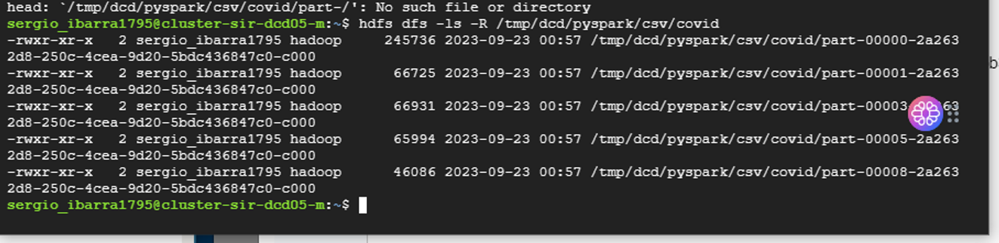 head: `/tmp/dcd/pyspark/csv/covid/part-/': No such file or directory
sergio_ibarra1795@cluster-sir-dcd05-m:~$ hdfs dfs -ls -R /tmp/dcd/pyspark/csv/covid
-rwxr-xr-x   2 sergio_ibarra1795 hadoop     245736 2023-09-23 00:57 /tmp/dcd/pyspark/csv/covid/part-00000-2a263
2d8-250c-4cea-9d20-5bdc436847c0-c000
-rwxr-xr-x   2 sergio_ibarra1795 hadoop      66725 2023-09-23 00:57 /tmp/dcd/pyspark/csv/covid/part-00001-2a263
2d8-250c-4cea-9d20-5bdc436847c0-c000
-rwxr-xr-x   2 sergio_ibarra1795 hadoop      66931 2023-09-23 00:57 /tmp/dcd/pyspark/csv/covid/part-00003-63
2d8-250c-4cea-9d20-5bdc436847c0-c000
-rwxr-xr-x   2 sergio_ibarra1795 hadoop      65994 2023-09-23 00:57 /tmp/dcd/pyspark/csv/covid/part-00005-2a263
2d8-250c-4cea-9d20-5bdc436847c0-c000
-rwxr-xr-x   2 sergio_ibarra1795 hadoop      46086 2023-09-23 00:57 /tmp/dcd/pyspark/csv/covid/part-00008-2a263
2d8-250c-4cea-9d20-5bdc436847c0-c000
sergio_ibarra1795@cluster-sir-dcd05-m:~$